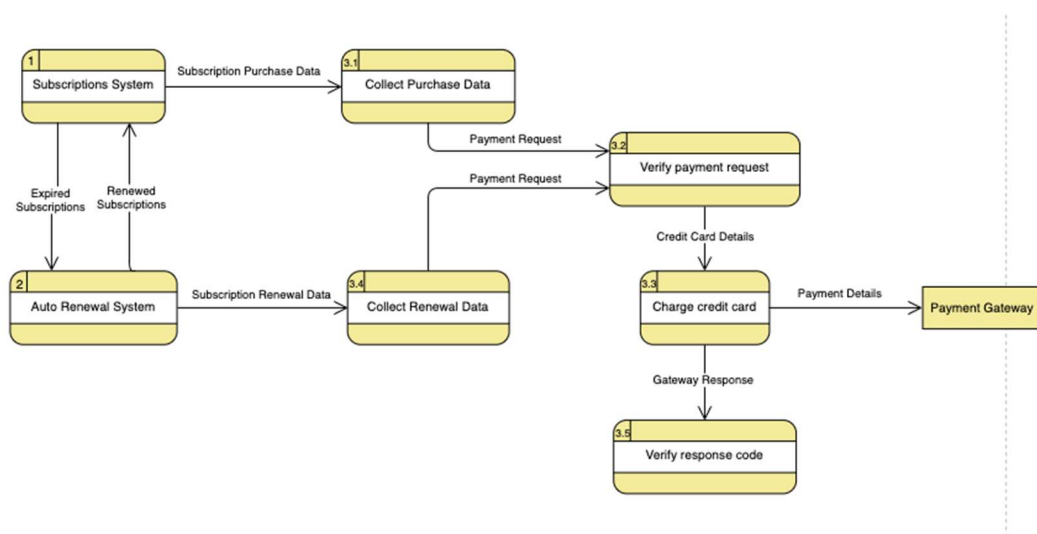 1
Subscriptions System
Subscription Purchase Data
3.1
Collect Purchase Data
Payment Request
3.2
Verify payment request
Payment Request
Expired
Subscriptions
Renewed
Subscriptions
Credit Card Details
2
Auto Renewal System
Subscription Renewal Data
3.4
Collect Renewal Data
3.3
Charge credit card
Payment Details
Payment Gateway
Gateway Response
3.5
Verify response code